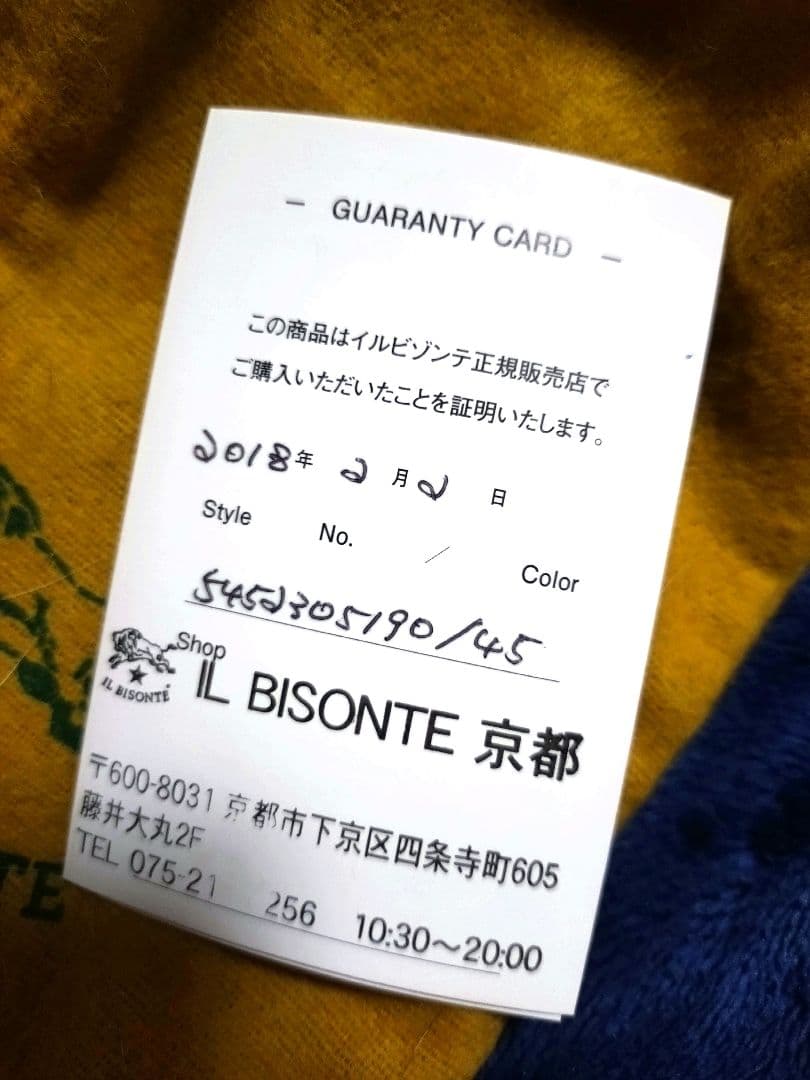 — GUARANTY CARD —
この商品はイルビゾンテ正規販売店で
ご購入いただいたことを証明いたします。
2018年 2月2日
Style No. / Color
5452305190/45
Shop
IL BISONTE
IL BISONTE 京都
〒600-8031 京都市下京区四条寺町605
藤井大丸2F
TEL 075-21 256 10:30〜20:00
TE